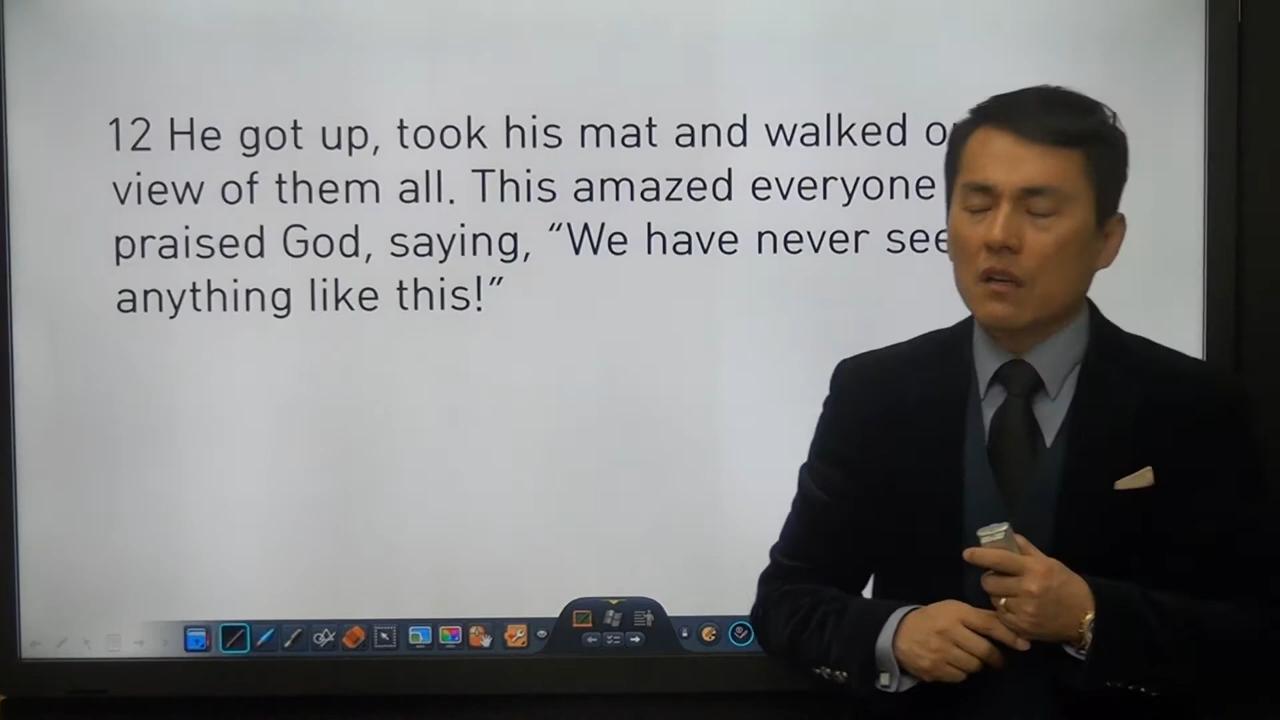 12 He got up, took his mat and walked
view of them all. This amazed everyone
praised God, saying, “We have never
anything like this!”